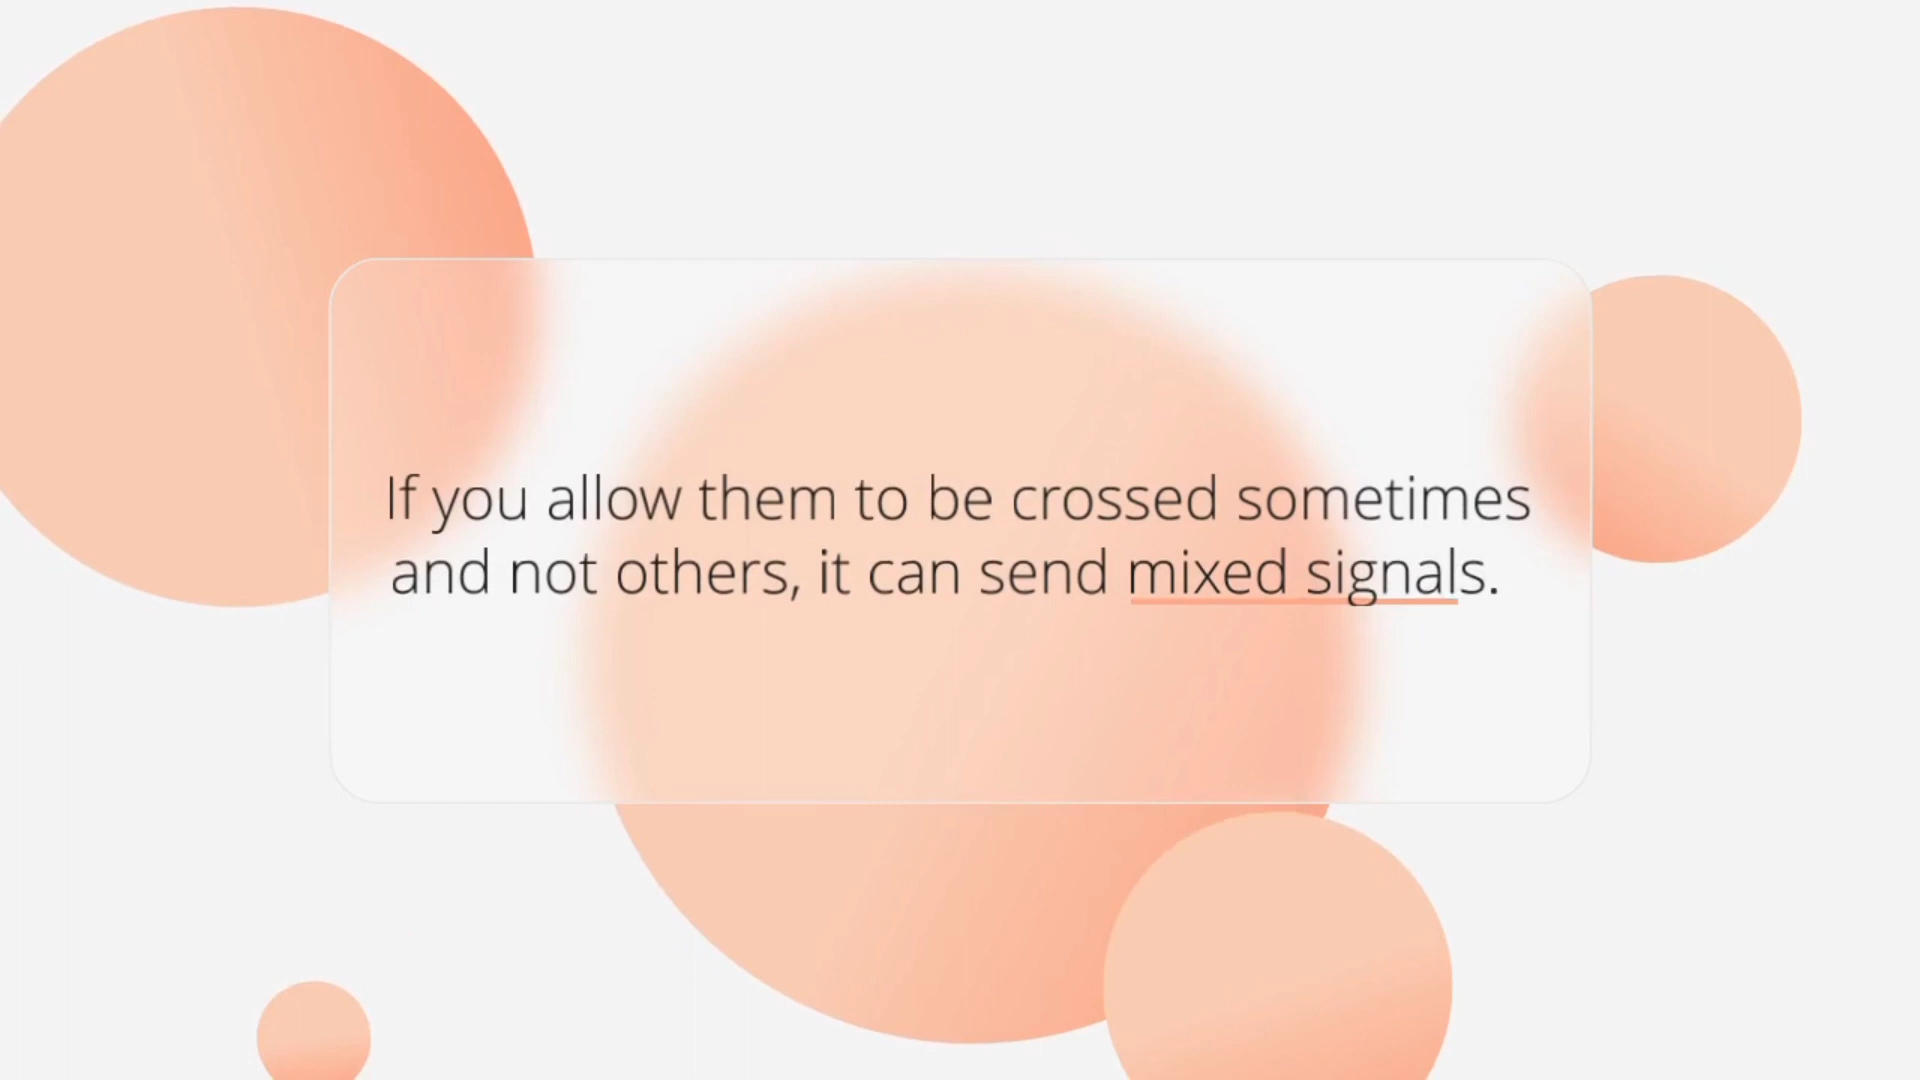 If you allow them to be crossed sometimes
and not others, it can send mixed signals.